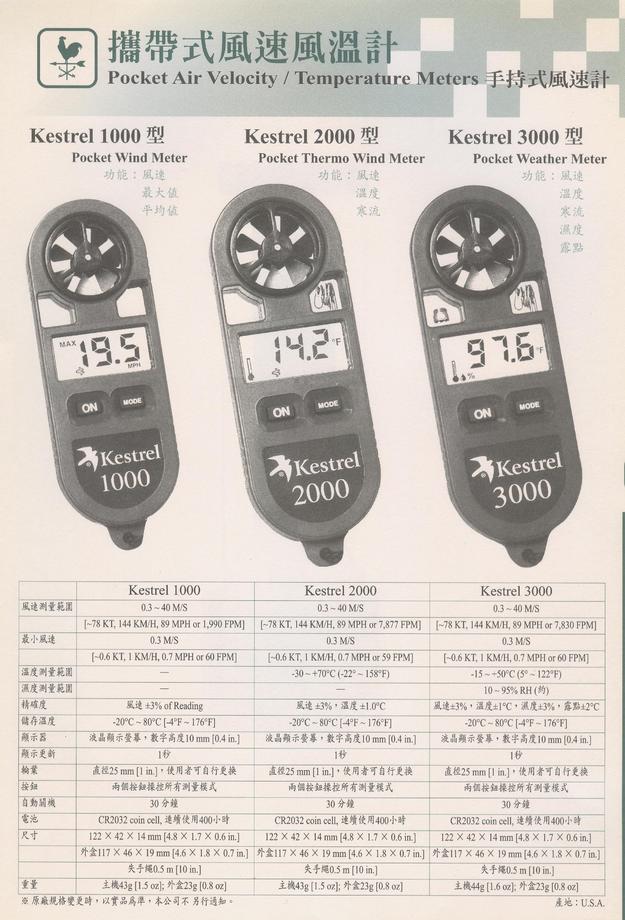 攜帶式風速風溫計
Pocket Air Velocity / Temperature Meters 手持式風速計
Kestrel 1000 型
Pocket Wind Meter
功能：風速
最大值
平均值
Kestrel 2000 型
Pocket Thermo Wind Meter
功能：風速
溫度
寒流
Kestrel 3000 型
Pocket Weather Meter
功能：風速
溫度
寒流
濕度
露點
MAX 19.5 MPH
ON MODE
Kestrel
1000
14.2 °F
ON MODE
Kestrel
2000
97.6 °F
%
ON MODE
Kestrel
3000
Kestrel 1000 Kestrel 2000 Kestrel 3000
風速測量範圍 0.3 ~ 40 M/S 0.3 ~ 40 M/S 0.3 ~ 40 M/S
[~78 KT, 144 KM/H, 89 MPH or 1,990 FPM] [~78 KT, 144 KM/H, 89 MPH or 7,877 FPM] [~78 KT, 144 KM/H, 89 MPH or 7,830 FPM]
最小風速 0.3 M/S 0.3 M/S 0.3 M/S
[~0.6 KT, 1 KM/H, 0.7 MPH or 60 FPM] [~0.6 KT, 1 KM/H, 0.7 MPH or 59 FPM] [~0.6 KT, 1 KM/H, 0.7 MPH or 60 FPM]
溫度測量範圍 — -30 ~ +70°C (-22° ~ 158°F) -15 ~ +50°C (5° ~ 122°F)
濕度測量範圍 — — 10 ~ 95% RH (約)
精確度 風速 ±3% of Reading 風速 ±3%，溫度 ±1.0°C 風速±3%，溫度±1°C，濕度±3%，露點±2°C
儲存溫度 -20°C ~ 80°C [-4°F ~ 176°F] -20°C ~ 80°C [-4°F ~ 176°F] -20°C ~ 80°C [-4°F ~ 176°F]
顯示器 液晶顯示螢幕，數字高度10 mm [0.4 in.] 液晶顯示螢幕，數字高度10 mm [0.4 in.] 液晶顯示螢幕，數字高度10 mm [0.4 in.]
顯示更新 1秒 1秒 1秒
輪葉 直徑25 mm [1 in.]，使用者可自行更換 直徑25 mm [1 in.]，使用者可自行更換 直徑25 mm [1 in.]，使用者可自行更換
按鈕 兩個按鈕操控所有測量模式 兩個按鈕操控所有測量模式 兩個按鈕操控所有測量模式
自動關機 30 分鐘 30 分鐘 30 分鐘
電池 CR2032 coin cell, 連續使用400小時 CR2032 coin cell, 連續使用400小時 CR2032 coin cell, 連續使用400小時
尺寸 122 × 42 × 14 mm [4.8 × 1.7 × 0.6 in.] 122 × 42 × 14 mm [4.8 × 1.7 × 0.6 in.] 122 × 42 × 14 mm [4.8 × 1.7 × 0.6 in.]
外盒117 × 46 × 19 mm [4.6 × 1.8 × 0.7 in.] 外盒117 × 46 × 19 mm [4.6 × 1.8 × 0.7 in.] 外盒117 × 46 × 19 mm [4.6 × 1.8 × 0.7 in.]
失手繩0.5 m [10 in.] 失手繩0.5 m [10 in.] 失手繩0.5 m [10 in.]
重量 主機43g [1.5 oz]; 外盒23g [0.8 oz] 主機43g [1.5 oz]; 外盒23g [0.8 oz] 主機44g [1.6 oz]; 外盒23g [0.8 oz]
※ 原廠規格變更時，以實品為準，本公司不另行通知。 產地：U.S.A.